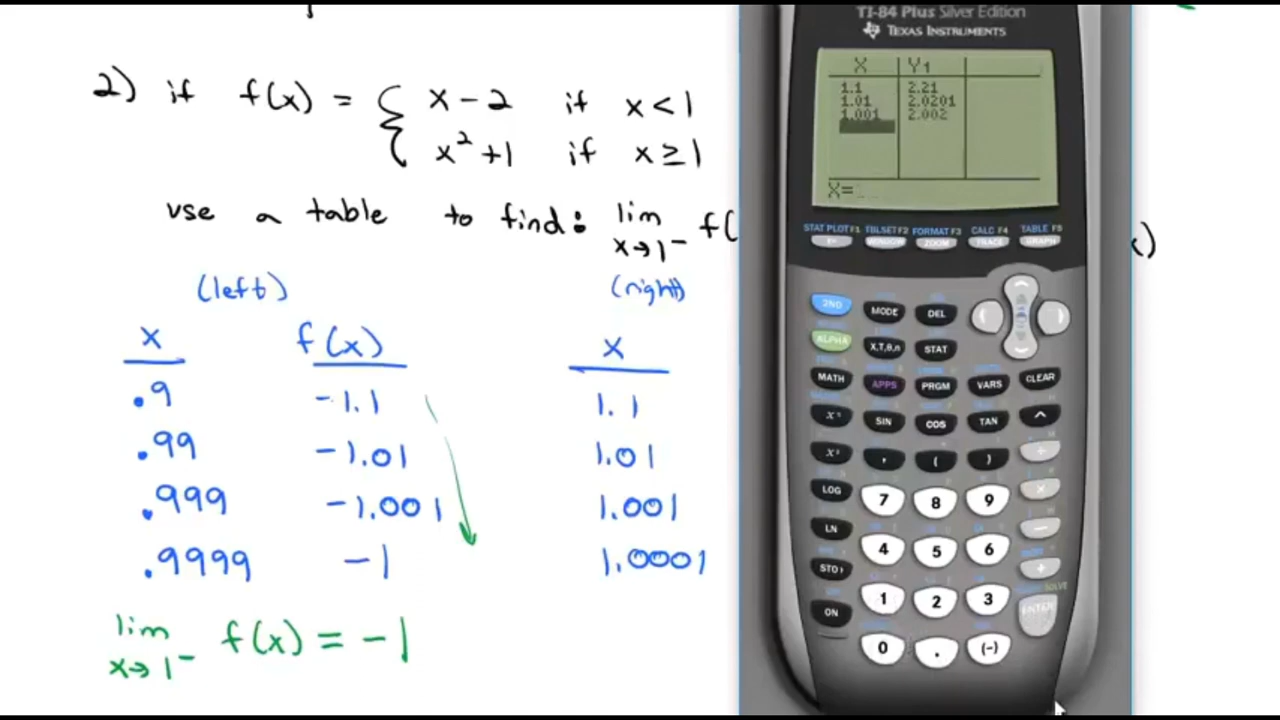 TI-84 Plus Silver Edition
TEXAS INSTRUMENTS
2) if f(x) = { x - 2 if x < 1
x² + 1 if x ≥ 1
use a table to find: lim x→1⁻ f(
x)
(left) (right)
x f(x) x
.9 -1.1 1.1
.99 -1.01 1.01
.999 -1.001 1.001
.9999 -1 1.0001
lim x→1⁻ f(x) = -1
X Y1
1.1 2.21
1.01 2.0201
1.001 2.002
X=
STAT PLOT F1 TBLSET F2 FORMAT F3 CALC F4 TABLE F5
Y= WINDOW ZOOM TRACE GRAPH
2ND MODE DEL
ALPHA X,T,θ,n STAT
MATH APPS PRGM VARS CLEAR
SIN COS TAN ^
x² , ( ) ÷
LOG 7 8 9 ×
LN 4 5 6 −
STO▸ 1 2 3 +
ON 0 . (-) ENTER